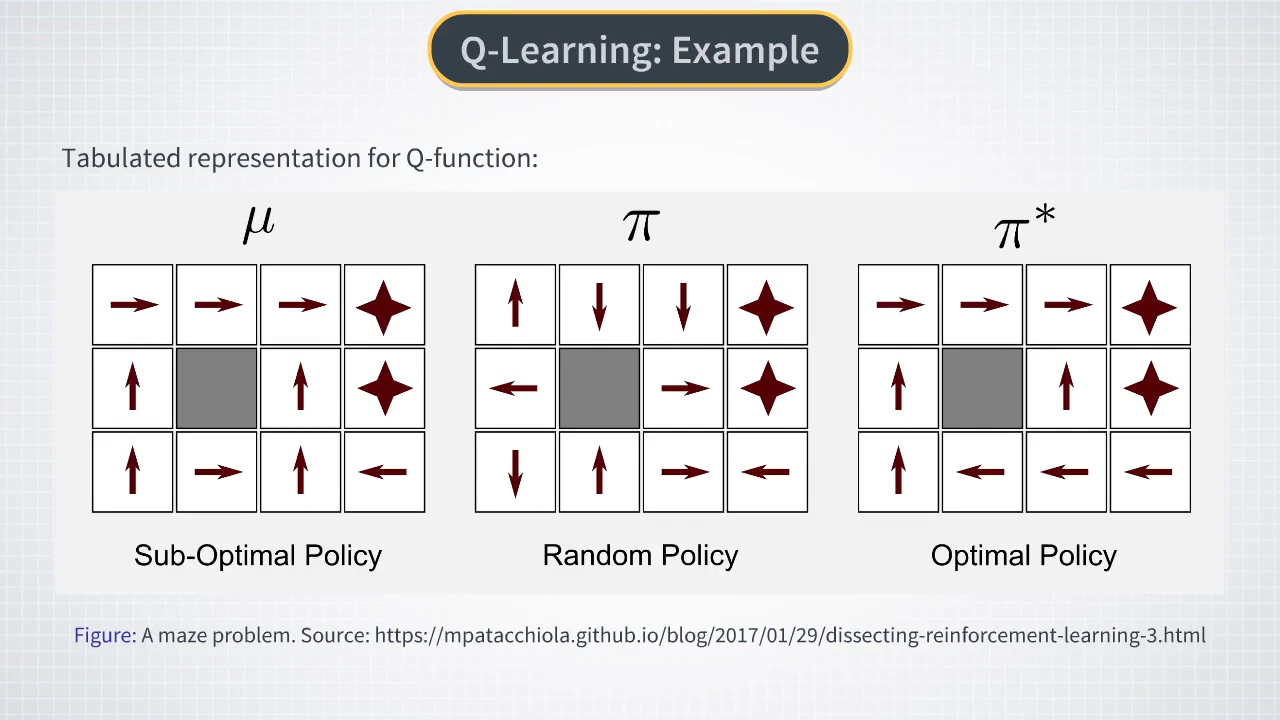 Q-Learning: Example
Tabulated representation for Q-function:
μ
π
π*
Sub-Optimal Policy
Random Policy
Optimal Policy
Figure: A maze problem. Source: https://mpatacchiola.github.io/blog/2017/01/29/dissecting-reinforcement-learning-3.html